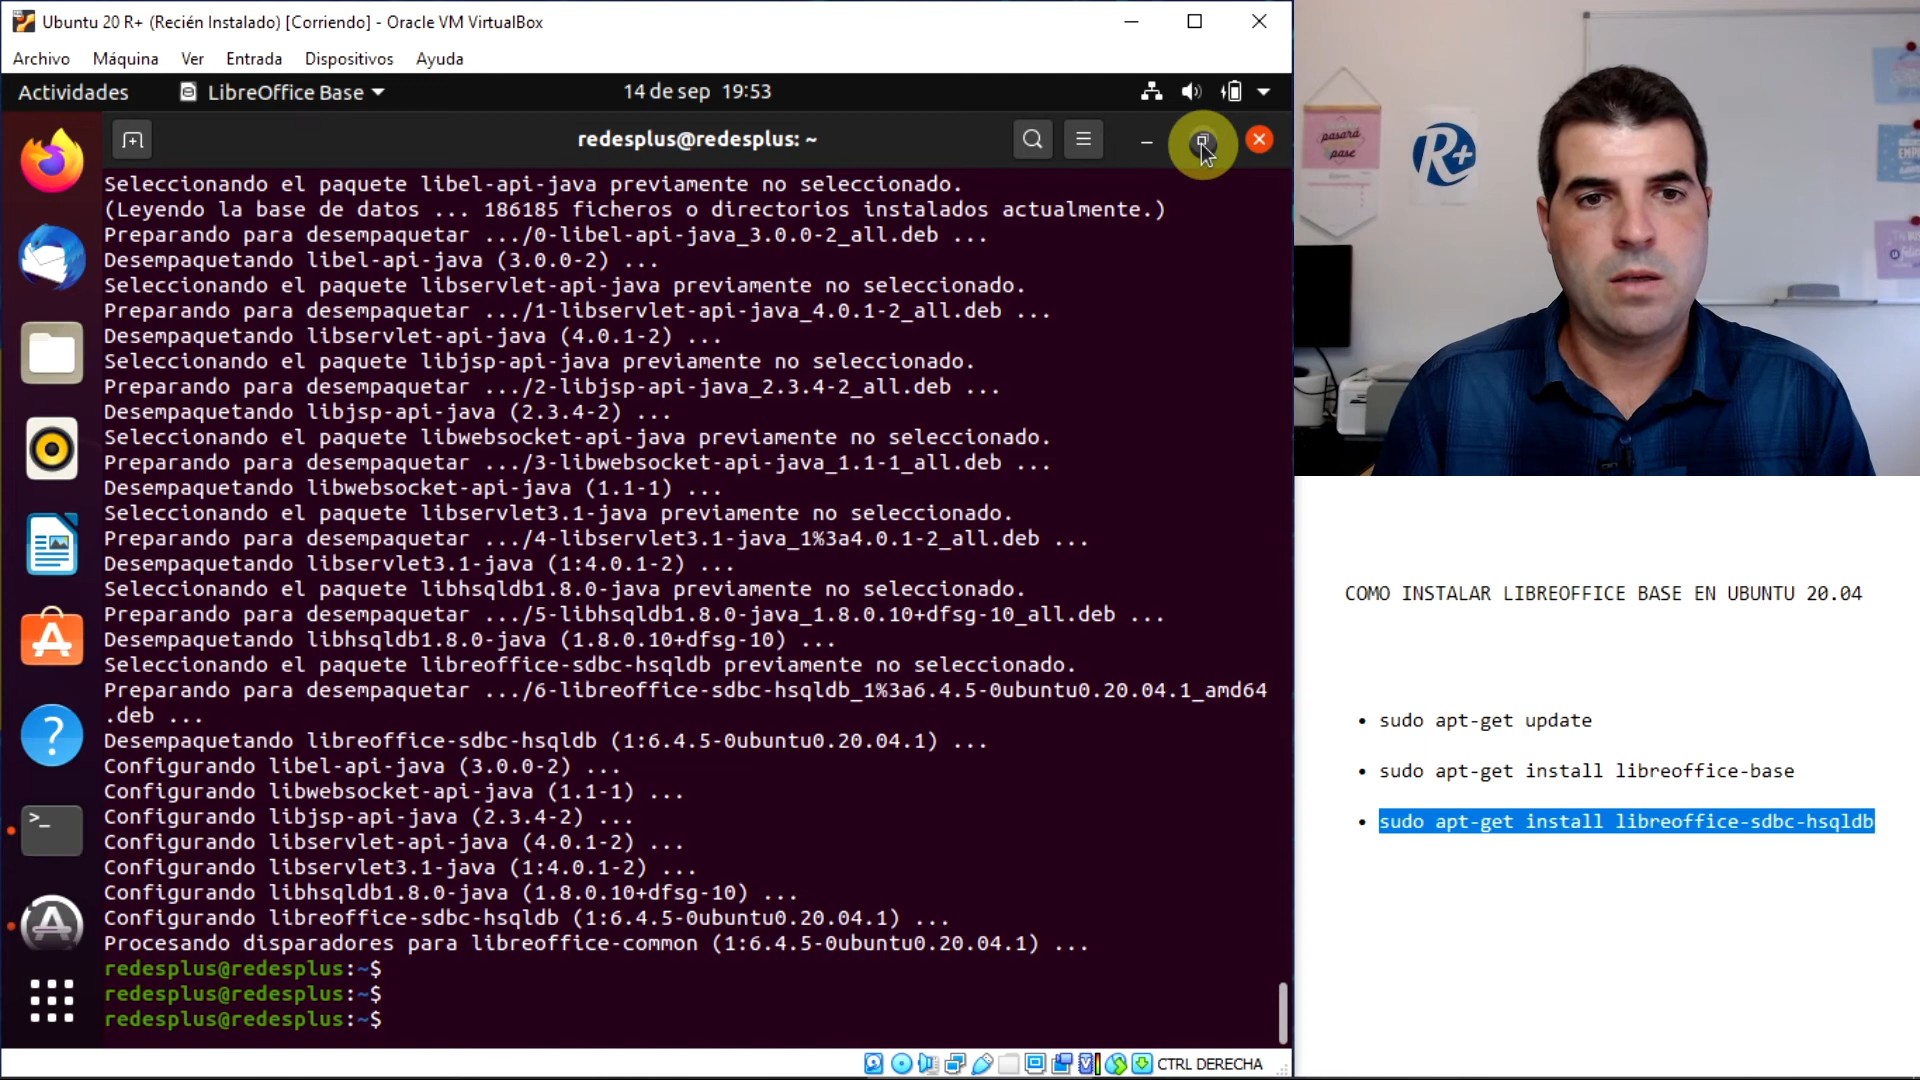 Ubuntu 20 R+ (Recién Instalado) [Corriendo] - Oracle VM VirtualBox
Archivo Máquina Ver Entrada Dispositivos Ayuda
Actividades LibreOffice Base 14 de sep 19:53
redesplus@redesplus: ~
Seleccionando el paquete libel-api-java previamente no seleccionado.
(Leyendo la base de datos ... 186185 ficheros o directorios instalados actualmente.)
Preparando para desempaquetar .../0-libel-api-java_3.0.0-2_all.deb ...
Desempaquetando libel-api-java (3.0.0-2) ...
Seleccionando el paquete libservlet-api-java previamente no seleccionado.
Preparando para desempaquetar .../1-libservlet-api-java_4.0.1-2_all.deb ...
Desempaquetando libservlet-api-java (4.0.1-2) ...
Seleccionando el paquete libjsp-api-java previamente no seleccionado.
Preparando para desempaquetar .../2-libjsp-api-java_2.3.4-2_all.deb ...
Desempaquetando libjsp-api-java (2.3.4-2) ...
Seleccionando el paquete libwebsocket-api-java previamente no seleccionado.
Preparando para desempaquetar .../3-libwebsocket-api-java_1.1-1_all.deb ...
Desempaquetando libwebsocket-api-java (1.1-1) ...
Seleccionando el paquete libservlet3.1-java previamente no seleccionado.
Preparando para desempaquetar .../4-libservlet3.1-java_1%3a4.0.1-2_all.deb ...
Desempaquetando libservlet3.1-java (1:4.0.1-2) ...
Seleccionando el paquete libhsqldb1.8.0-java previamente no seleccionado.
Preparando para desempaquetar .../5-libhsqldb1.8.0-java_1.8.0.10+dfsg-10_all.deb ...
Desempaquetando libhsqldb1.8.0-java (1.8.0.10+dfsg-10) ...
Seleccionando el paquete libreoffice-sdbc-hsqldb previamente no seleccionado.
Preparando para desempaquetar .../6-libreoffice-sdbc-hsqldb_1%3a6.4.5-0ubuntu0.20.04.1_amd64
.deb ...
Desempaquetando libreoffice-sdbc-hsqldb (1:6.4.5-0ubuntu0.20.04.1) ...
Configurando libel-api-java (3.0.0-2) ...
Configurando libwebsocket-api-java (1.1-1) ...
Configurando libjsp-api-java (2.3.4-2) ...
Configurando libservlet-api-java (4.0.1-2) ...
Configurando libservlet3.1-java (1:4.0.1-2) ...
Configurando libhsqldb1.8.0-java (1.8.0.10+dfsg-10) ...
Configurando libreoffice-sdbc-hsqldb (1:6.4.5-0ubuntu0.20.04.1) ...
Procesando disparadores para libreoffice-common (1:6.4.5-0ubuntu0.20.04.1) ...
redesplus@redesplus:~$
redesplus@redesplus:~$
redesplus@redesplus:~$
CTRL DERECHA
pasará
pase
R+
COMO INSTALAR LIBREOFFICE BASE EN UBUNTU 20.04
• sudo apt-get update
• sudo apt-get install libreoffice-base
• sudo apt-get install libreoffice-sdbc-hsqldb